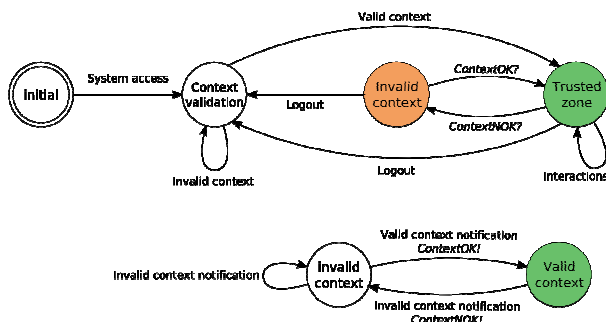 Valid context
System access
Initial
Context
validation
Invalid
context
ContextOK?
Trusted
zone
Logout
ContextNOK?
Invalid context
Logout
Interactions
Valid context notification
ContextOK!
Invalid context notification
Invalid
context
Valid
context
Invalid context notification
ContextNOK!